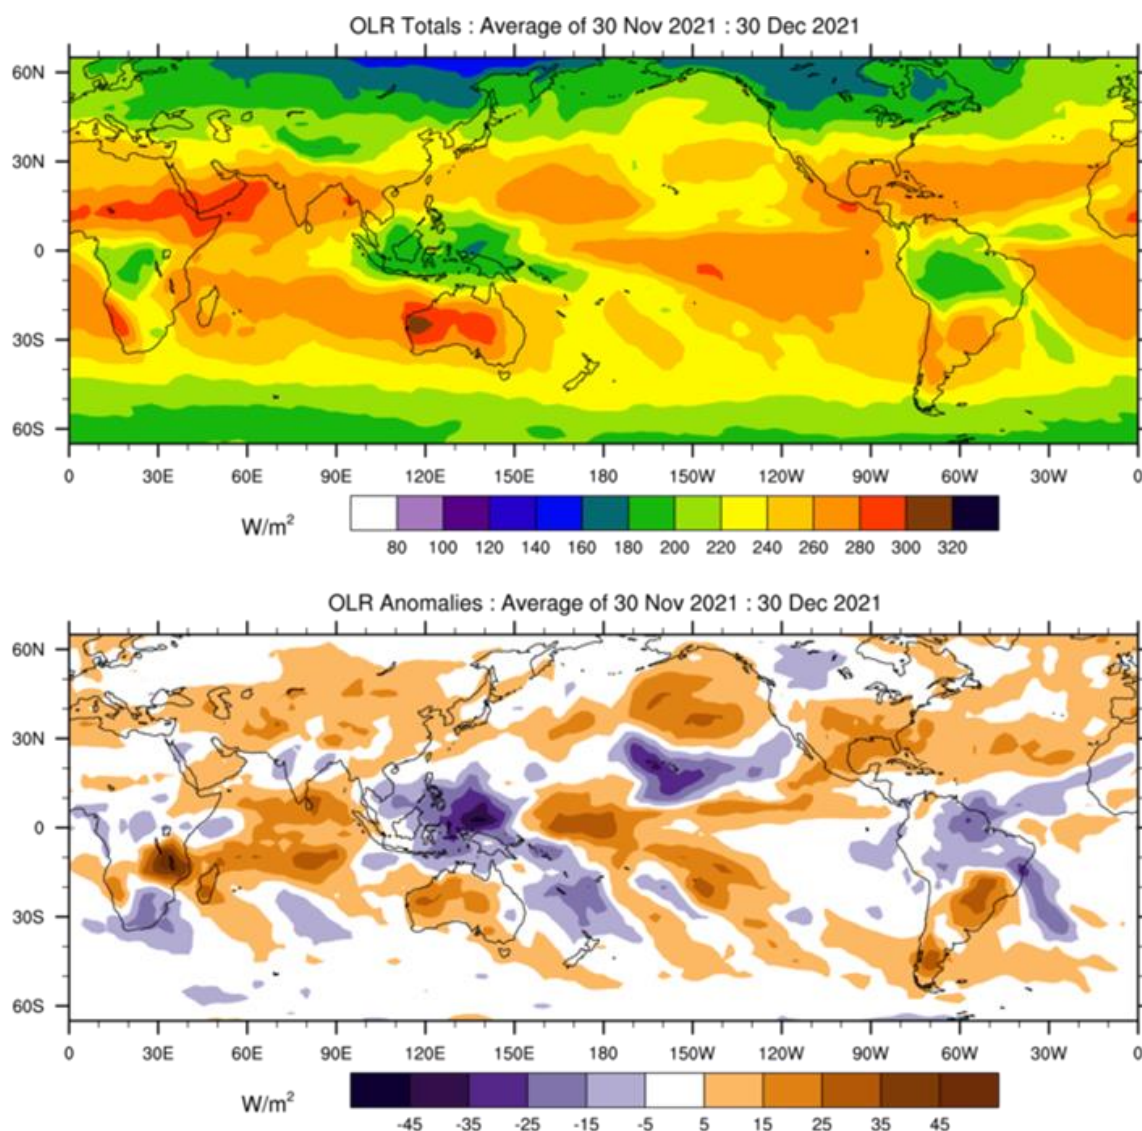 OLR Totals : Average of 30 Nov 2021 : 30 Dec 2021
60N
30N
0
30S
60S
0 30E 60E 90E 120E 150E 180 150W 120W 90W 60W 30W 0
W/m²
80 100 120 140 160 180 200 220 240 260 280 300 320
OLR Anomalies : Average of 30 Nov 2021 : 30 Dec 2021
60N
30N
0
30S
60S
0 30E 60E 90E 120E 150E 180 150W 120W 90W 60W 30W 0
W/m²
-45 -35 -25 -15 -5 5 15 25 35 45